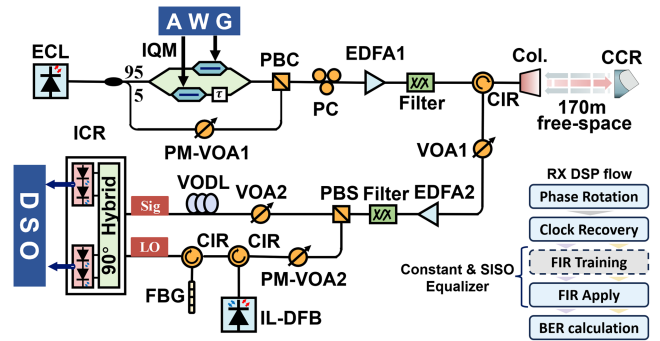 AWG
ECL
IQM
95
5
τ
PBC
PC
EDFA1
Filter
CIR
Col.
CCR
170m
free-space
PM-VOA1
VOA1
ICR
DSO
90° Hybrid
Sig
LO
VODL
VOA2
PBS
Filter
EDFA2
CIR
CIR
PM-VOA2
FBG
IL-DFB
RX DSP flow
Phase Rotation
Clock Recovery
Constant & SISO
Equalizer
FIR Training
FIR Apply
BER calculation